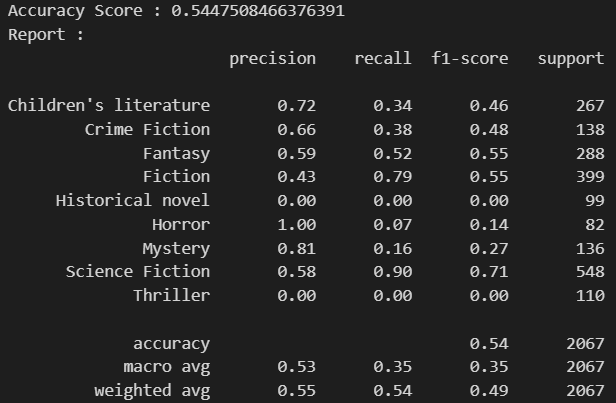 Accuracy Score : 0.5447508466376391
Report :
precision recall f1-score support
Children's literature 0.72 0.34 0.46 267
Crime Fiction 0.66 0.38 0.48 138
Fantasy 0.59 0.52 0.55 288
Fiction 0.43 0.79 0.55 399
Historical novel 0.00 0.00 0.00 99
Horror 1.00 0.07 0.14 82
Mystery 0.81 0.16 0.27 136
Science Fiction 0.58 0.90 0.71 548
Thriller 0.00 0.00 0.00 110
accuracy 0.54 2067
macro avg 0.53 0.35 0.35 2067
weighted avg 0.55 0.54 0.49 2067